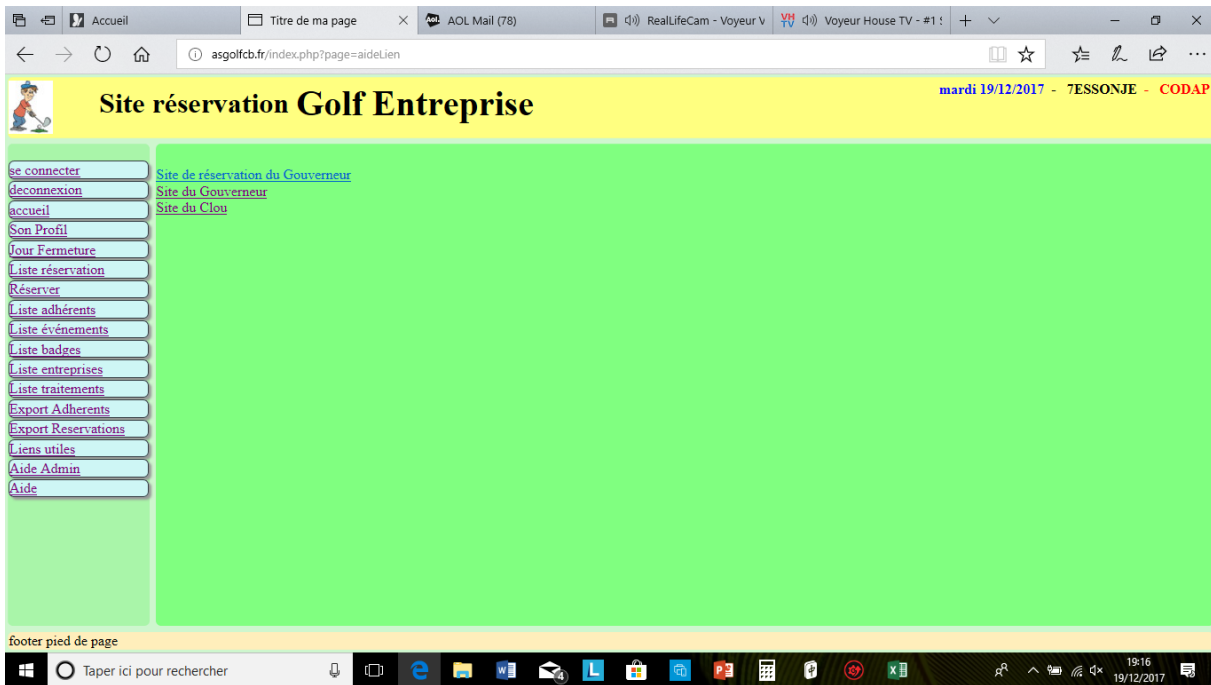 Accueil
Titre de ma page
Aol.
AOL Mail (78)
RealLifeCam - Voyeur V
VH
TV
Voyeur House TV - #1
asgolfcb.fr/index.php?page=aideLien
Site réservation Golf Entreprise
mardi 19/12/2017 - 7ESSONJE - CODAP
se connecter
deconnexion
accueil
Son Profil
Jour Fermeture
Liste réservation
Réserver
Liste adhérents
Liste événements
Liste badges
Liste entreprises
Liste traitements
Export Adherents
Export Reservations
Liens utiles
Aide Admin
Aide
Site de réservation du Gouverneur
Site du Gouverneur
Site du Clou
footer pied de page
Taper ici pour rechercher
4
L
19:16
19/12/2017